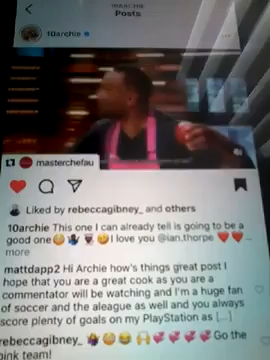 10ARCHIE
Posts
10archie
masterchefau
Liked by rebeccagibney_ and others
10archie This one I can already tell is going to be a
good one😳🤷🏾‍♂️🍷😳I love you @ian.thorpe ❤️❤️...
more
mattdapp2 Hi Archie how's things great post I
hope that you are a great cook as you are a
commentator will be watching and I'm a huge fan
of soccer and the aleague as well and you always
score plenty of goals on my PlayStation as [...]
rebeccagibney_ 🤷‍♀️😳😂🙌💞💞💞💞Go the
pink team!